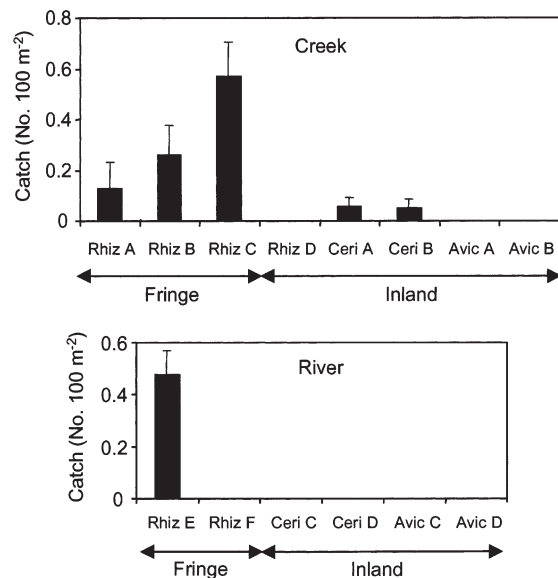 0.8
Creek
0.6
0.4
0.2
0
Catch (No. 100 m-2)
Rhiz A Rhiz B Rhiz C Rhiz D Ceri A Ceri B Avic A Avic B
Fringe Inland
0.6
River
0.4
0.2
0
Catch (No. 100 m-2)
Rhiz E Rhiz F Ceri C Ceri D Avic C Avic D
Fringe Inland